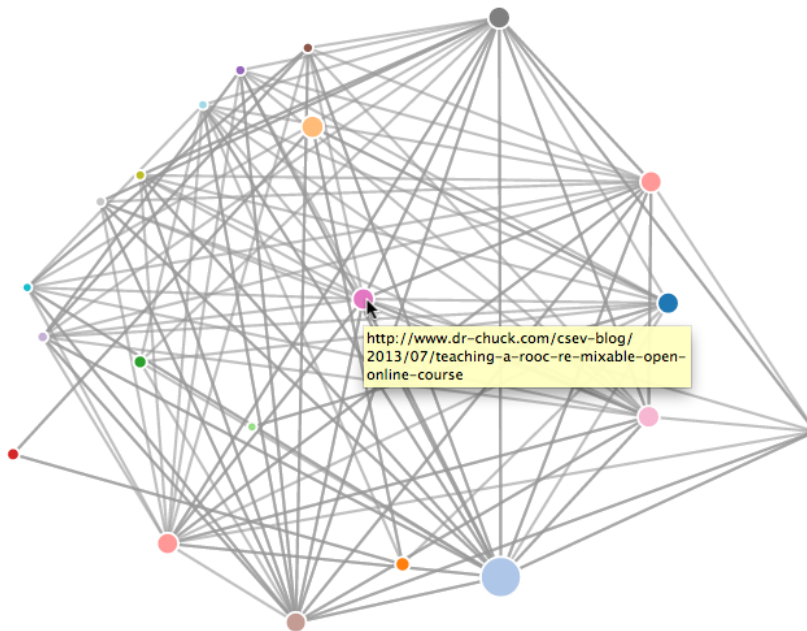 http://www.dr-chuck.com/csev-blog/
2013/07/teaching-a-rooc-re-mixable-open-
online-course